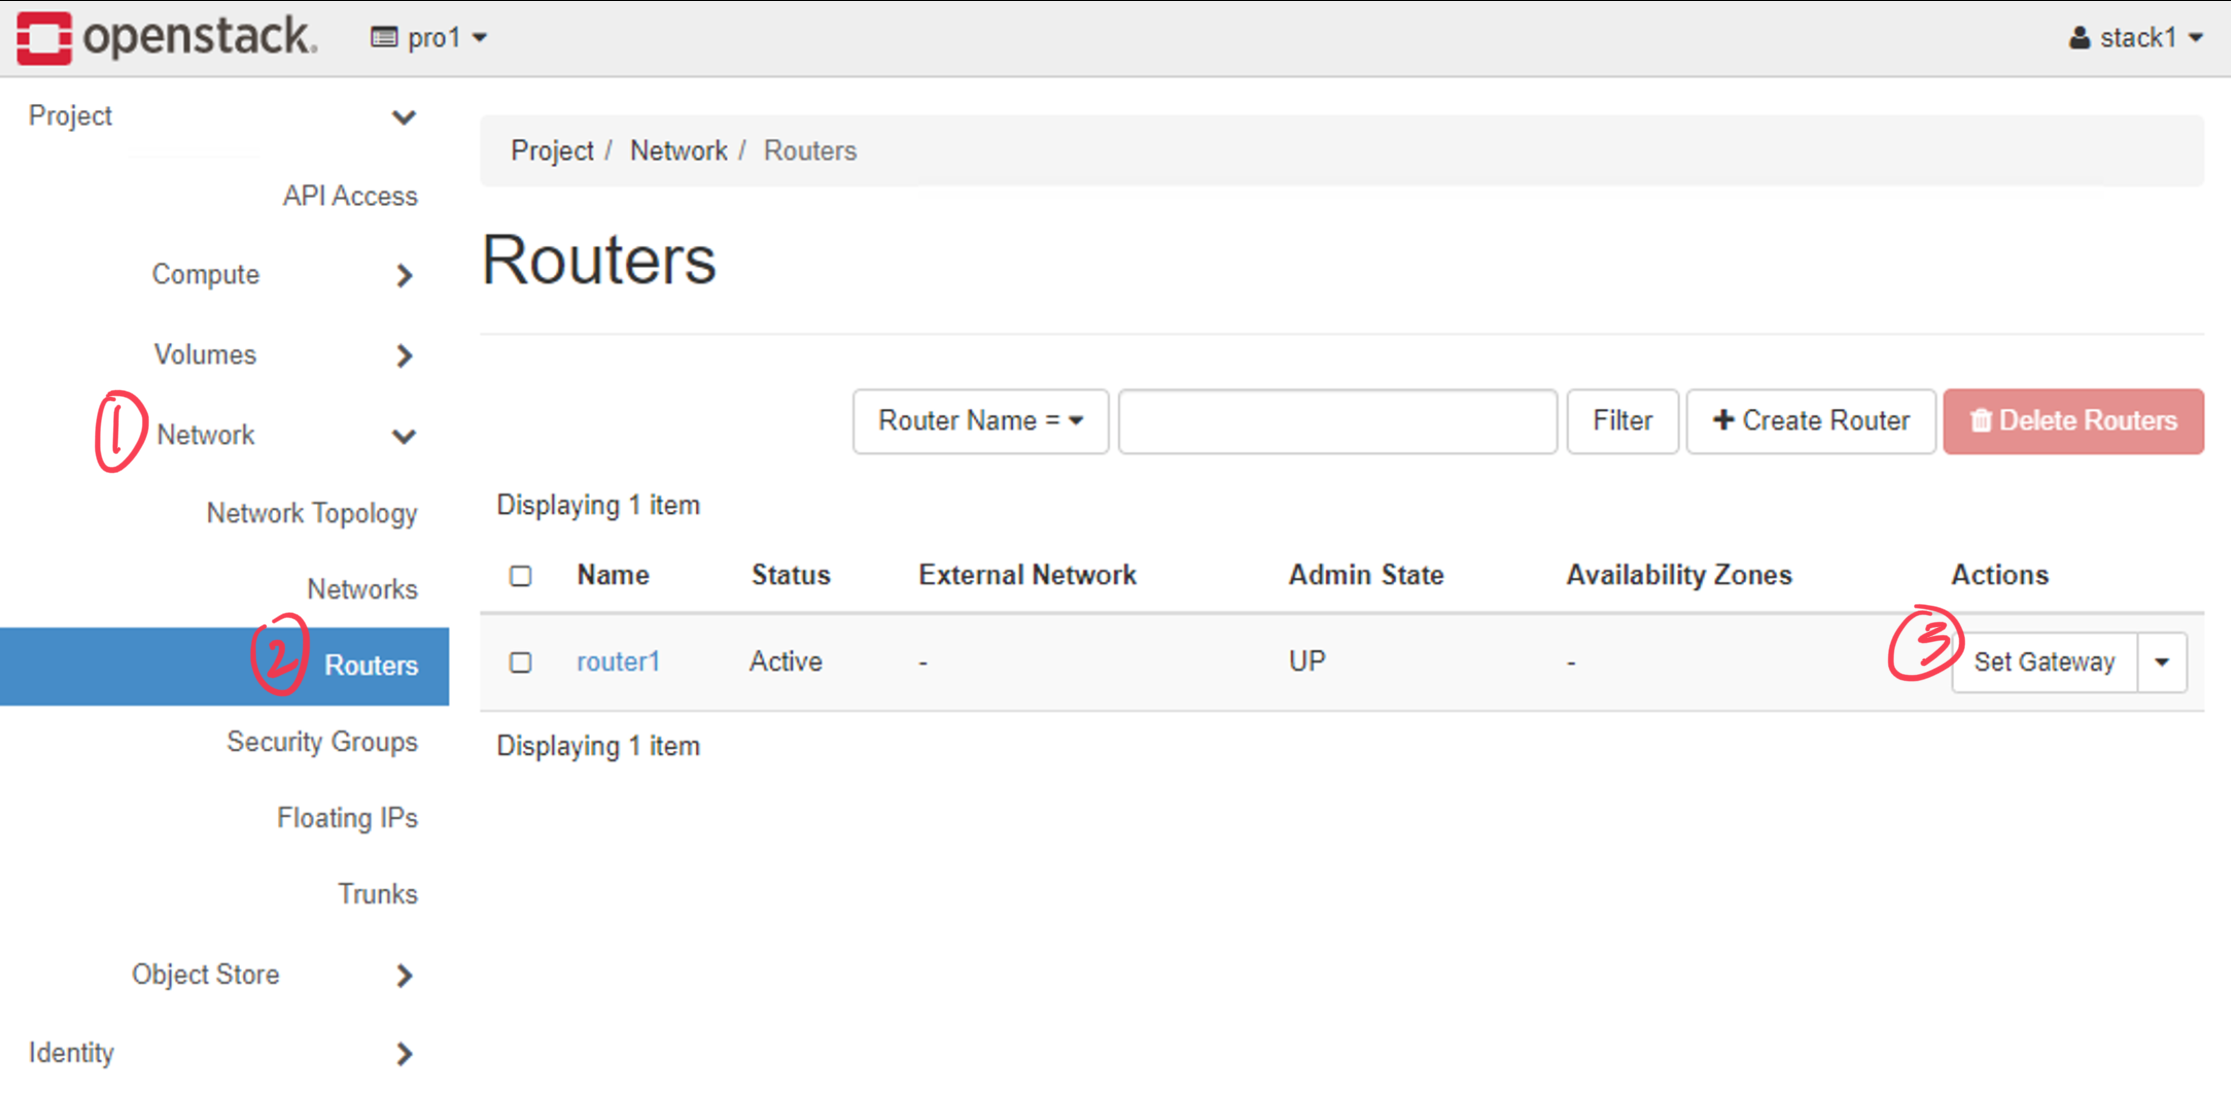 openstack. pro1 stack1
Project
API Access
Compute
Volumes
1 Network
Network Topology
Networks
2 Routers
Security Groups
Floating IPs
Trunks
Object Store
Identity
Project / Network / Routers
Routers
Router Name = Filter + Create Router Delete Routers
Displaying 1 item
Name Status External Network Admin State Availability Zones Actions
router1 Active - UP - 3 Set Gateway
Displaying 1 item